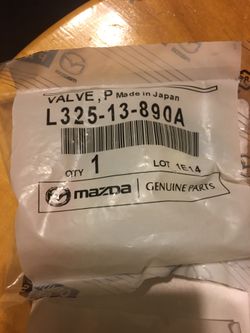 VALVE, P Made in Japan
L325-13-890A
QTY 1 LOT 1E14
mazda GENUINE PARTS